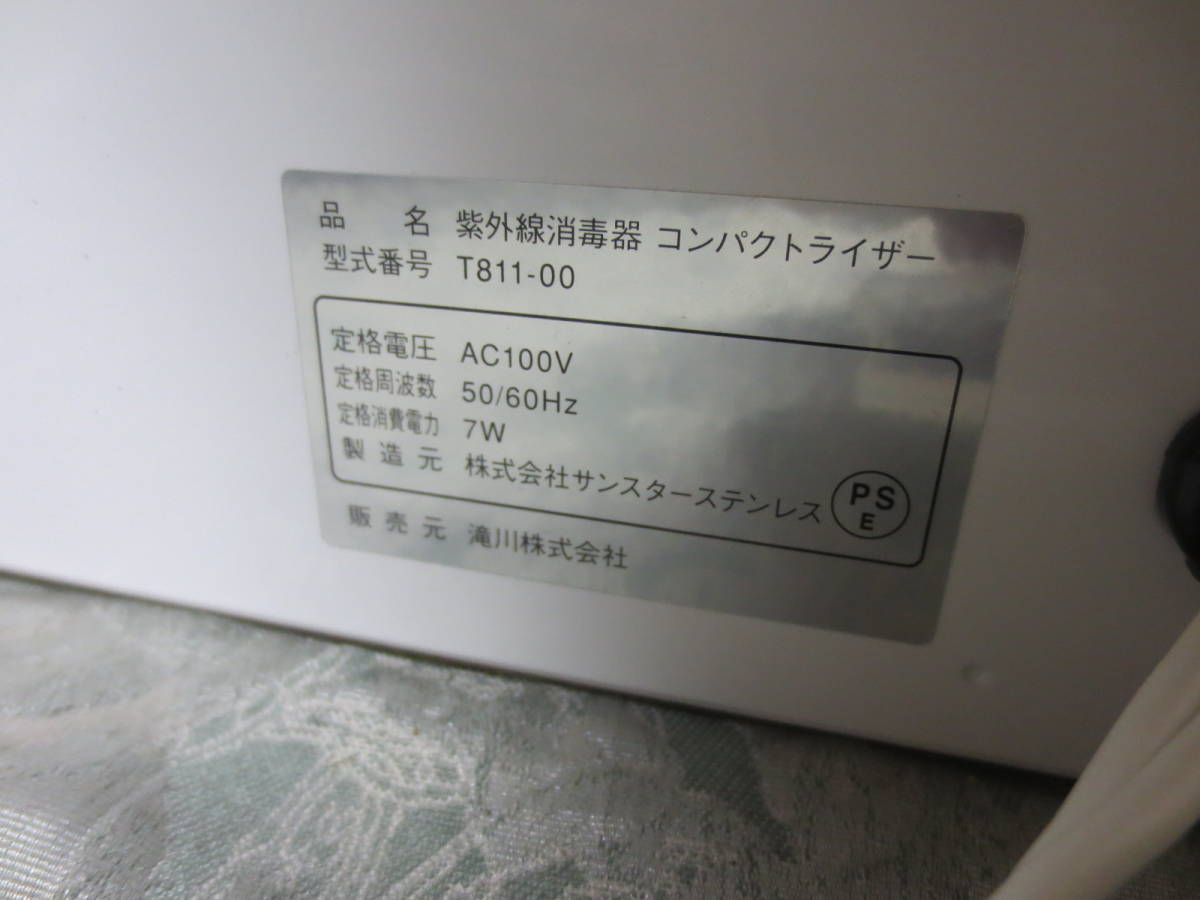 品名 紫外線消毒器 コンパクトライザー
型式番号 T811-00
定格電圧 AC100V
定格周波数 50/60Hz
定格消費電力 7W
製造元 株式会社サンスターステンレス
PS
E
販売元 滝川株式会社